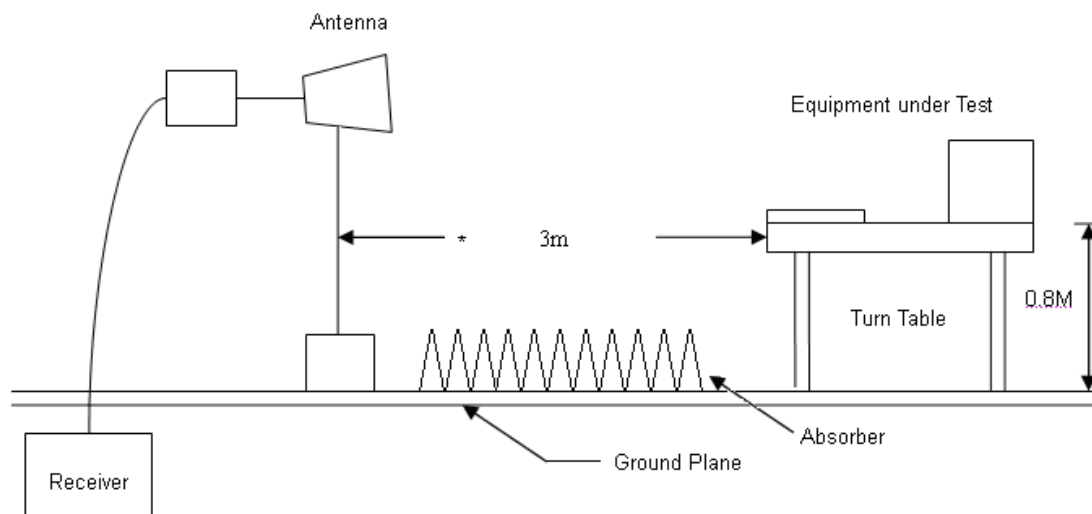 Antenna
Equipment under Test
* 3m
0.8M
Turn Table
Absorber
Ground Plane
Receiver